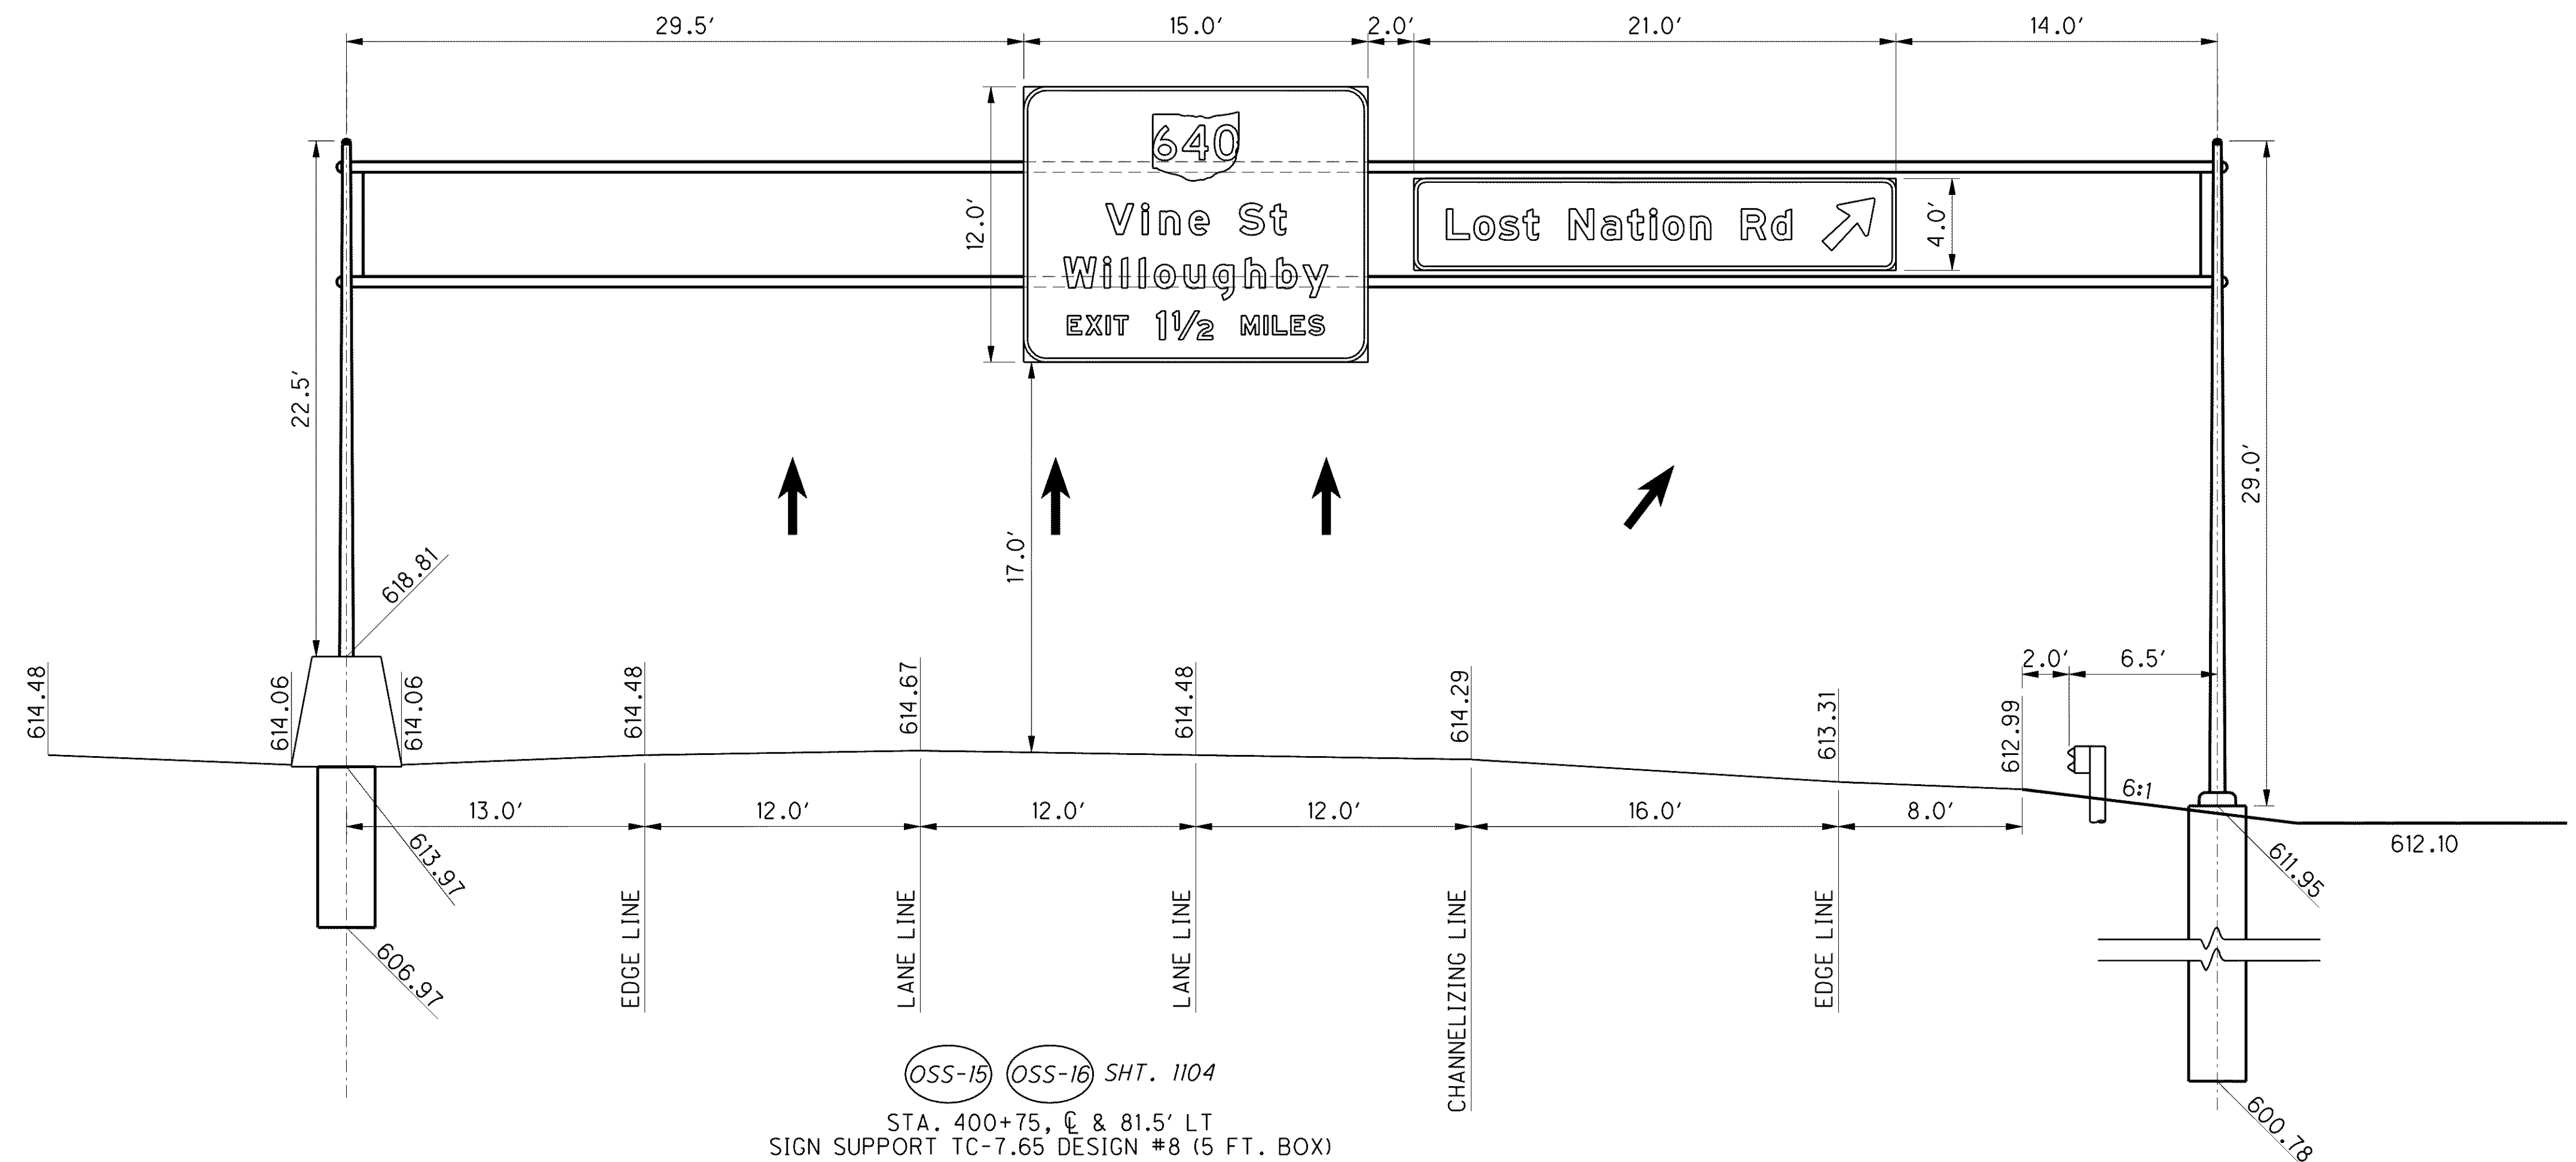 29.5'
15.0'
2.0'
21.0'
14.0'
640
Vine St
Willoughby
EXIT 1½ MILES
Lost Nation Rd
12.0'
4.0'
22.5'
29.0'
17.0'
618.81
2.0'
6.5'
614.48
614.06
614.06
614.48
614.67
614.48
614.29
613.31
612.99
6:1
13.0'
12.0'
12.0'
12.0'
16.0'
8.0'
612.10
613.97
611.95
606.97
EDGE LINE
LANE LINE
LANE LINE
CHANNELIZING LINE
EDGE LINE
OSS-15 OSS-16 SHT. 1104
600.78
STA. 400+75, ℄ & 81.5' LT
SIGN SUPPORT TC-7.65 DESIGN #8 (5 FT. BOX)